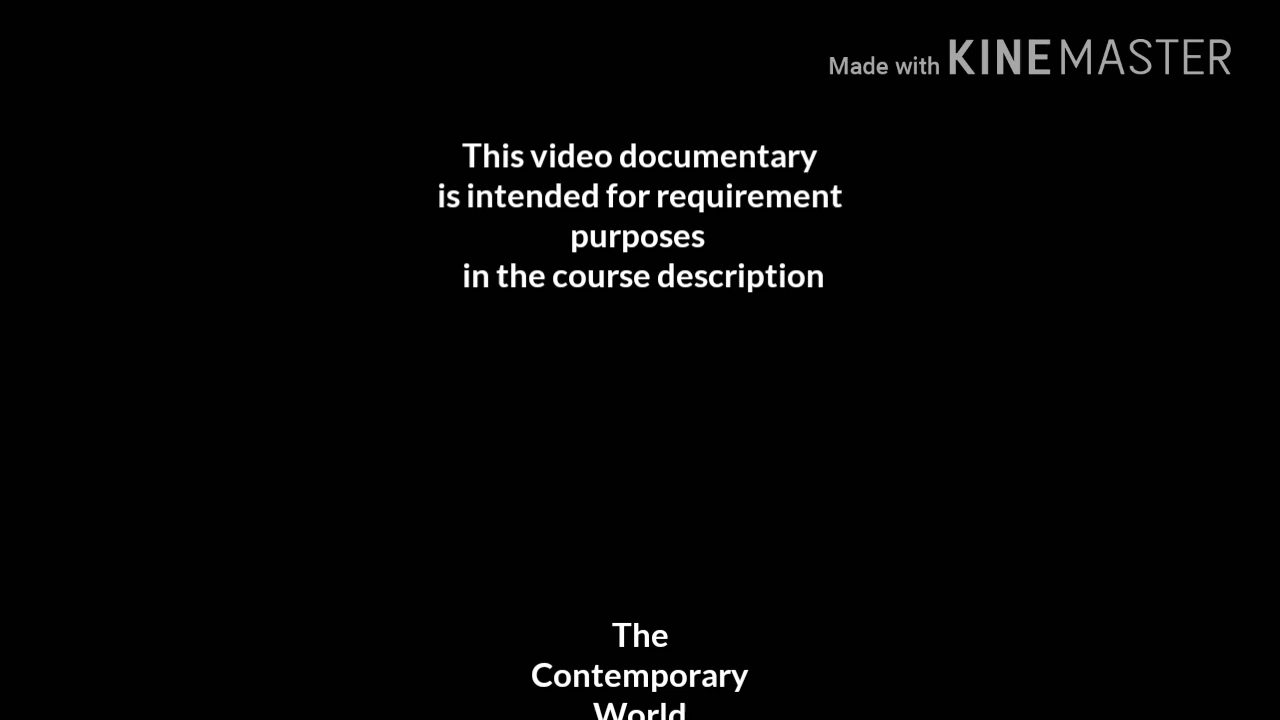 Made with KINEMASTER
This video documentary
is intended for requirement
purposes
in the course description
The
Contemporary
World